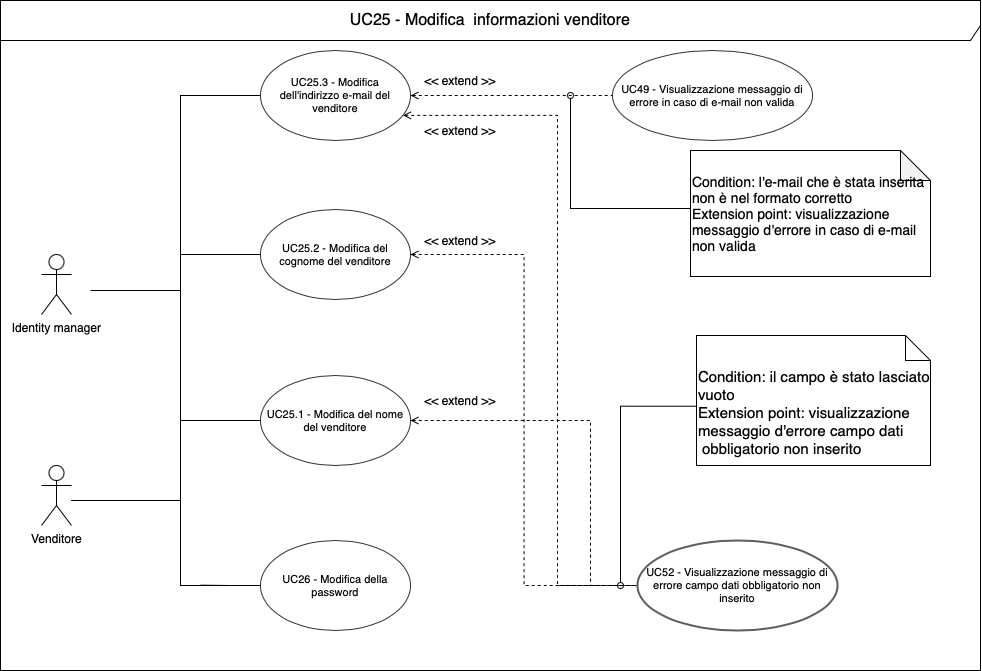 UC25 - Modifica  informazioni venditore
UC25.3 - Modifica
dell'indirizzo e-mail del
venditore
<< extend >>
<< extend >>
UC49 - Visualizzazione messaggio di
errore in caso di e-mail non valida
Condition: l'e-mail che è stata inserita
non è nel formato corretto
Extension point: visualizzazione
messaggio d'errore in caso di e-mail
non valida
UC25.2 - Modifica del
cognome del venditore
<< extend >>
Identity manager
Condition: il campo è stato lasciato
vuoto
Extension point: visualizzazione
messaggio d'errore campo dati
obbligatorio non inserito
UC25.1 - Modifica del nome
del venditore
<< extend >>
Venditore
UC26 - Modifica della
password
UC52 - Visualizzazione messaggio di
errore campo dati obbligatorio non
inserito